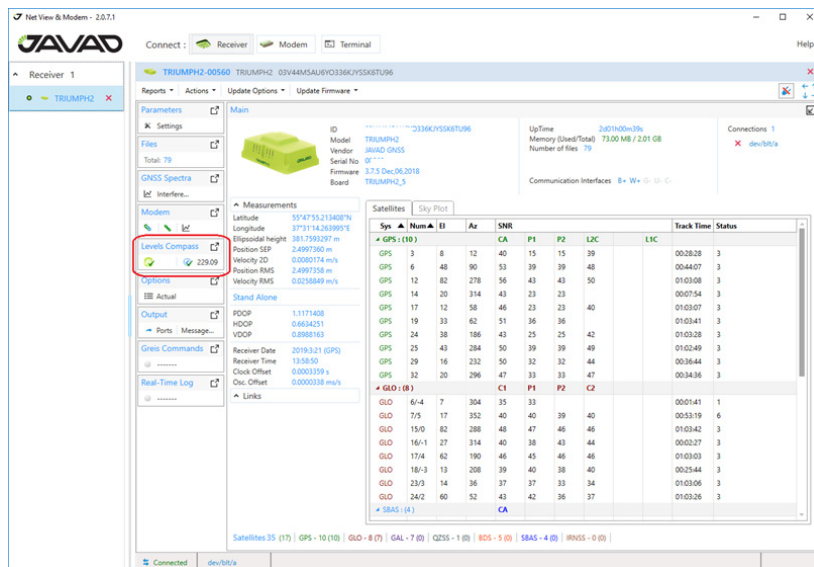 Net View & Modem - 2.0.7.1
JAVAD
Connect : Receiver Modem Terminal
Help
Receiver 1
TRIUMPH2
TRIUMPH2-00560 TRIUMPH2 03V44M5AU6YO336KJYSSK6TU96
Reports Actions Update Options Update Firmware
Parameters
Settings
Files
Total: 79
GNSS Spectra
Interfere...
Modem
Levels Compass
229.09
Options
Actual
Output
Ports Message...
Greis Commands
-------
Real-Time Log
-------
Main
ID O336KJYSSK6TU96
Model TRIUMPH2
Vendor JAVAD GNSS
Serial No
Firmware 3.7.5 Dec,06,2018
Board TRIUMPH2_5
UpTime 2d01h00m39s
Memory (Used/Total) 73.00 MB / 2.01 GB
Number of files 79
Communication Interfaces B+ W+ G- U- C-
Connections 1
dev/blt/a
Measurements
Latitude 55°47'55.213408"N
Longitude 37°31'14.263995"E
Ellipsoidal height 381.7593297 m
Position SEP 2.4997360 m
Velocity 2D 0.0080174 m/s
Position RMS 2.4997358 m
Velocity RMS 0.0258849 m/s
Stand Alone
PDOP 1.1171408
HDOP 0.6634251
VDOP 0.8988163
Receiver Date 2019:3:21 (GPS)
Receiver Time 13:58:50
Clock Offset 0.0003359 s
Osc. Offset 0.0000338 m/s
Links
Satellites Sky Plot
Sys Num El Az SNR Track Time Status
GPS : (10) CA P1 P2 L2C L1C
GPS 3 8 12 40 15 15 39 00:28:28 3
GPS 6 48 90 53 39 39 48 00:44:07 3
GPS 12 82 278 56 43 43 50 01:03:08 3
GPS 14 20 314 43 23 23 00:07:54 3
GPS 17 12 58 46 23 23 40 01:03:07 3
GPS 19 33 62 51 36 36 01:03:41 3
GPS 24 38 186 43 25 25 42 01:03:28 3
GPS 25 43 284 50 39 39 49 01:02:49 3
GPS 29 16 232 50 32 32 44 00:36:44 3
GPS 32 20 296 47 33 33 47 00:34:36 3
GLO : (8) C1 P1 P2 C2
GLO 6/-4 7 304 35 33 00:01:41 1
GLO 7/5 17 352 40 40 39 40 00:53:19 6
GLO 15/0 82 288 48 47 46 46 01:03:42 3
GLO 16/-1 27 314 40 38 43 44 00:02:27 3
GLO 17/4 62 190 46 45 46 46 01:03:03 3
GLO 18/-3 13 208 39 40 38 40 00:25:44 3
GLO 23/3 14 36 37 37 33 34 01:03:06 3
GLO 24/2 60 52 43 42 36 37 01:03:26 3
SBAS : (4) CA
Satellites:35 (17) GPS - 10 (10) GLO - 8 (7) GAL - 7 (0) QZSS - 1 (0) BDS - 5 (0) SBAS - 4 (0) IRNSS - 0 (0)
Connected dev/blt/a